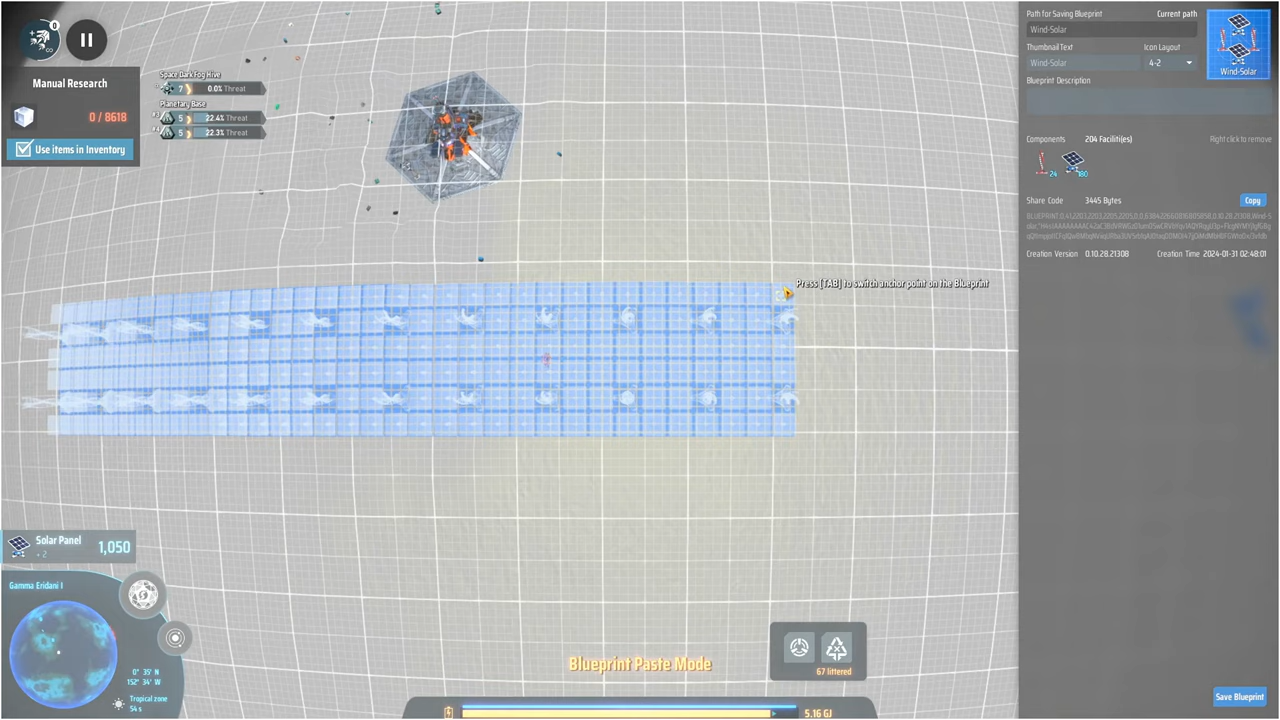 0
Manual Research
0 / 8618
Use items in Inventory
Space Dark Fog Hive
7 0.0% Threat
Planetary Base
5 22.4% Threat
5 22.3% Threat
Press [TAB] to switch anchor point on the Blueprint
Path for Saving Blueprint Current path
Wind-Solar
Thumbnail Text Icon Layout
Wind-Solar 4-2
Wind-Solar
Blueprint Description
Components 204 Facilit(ies) Right click to remove
24 180
Share Code 3445 Bytes Copy
Creation Version 0.10.28.21308 Creation Time 2024-01-31 02:48:01
Solar Panel
+ 2
1,050
Gamma Eridani I
0° 35' N
152° 34' W
Tropical zone
54 s
Blueprint Paste Mode
67 littered
5.16 GJ
Save Blueprint